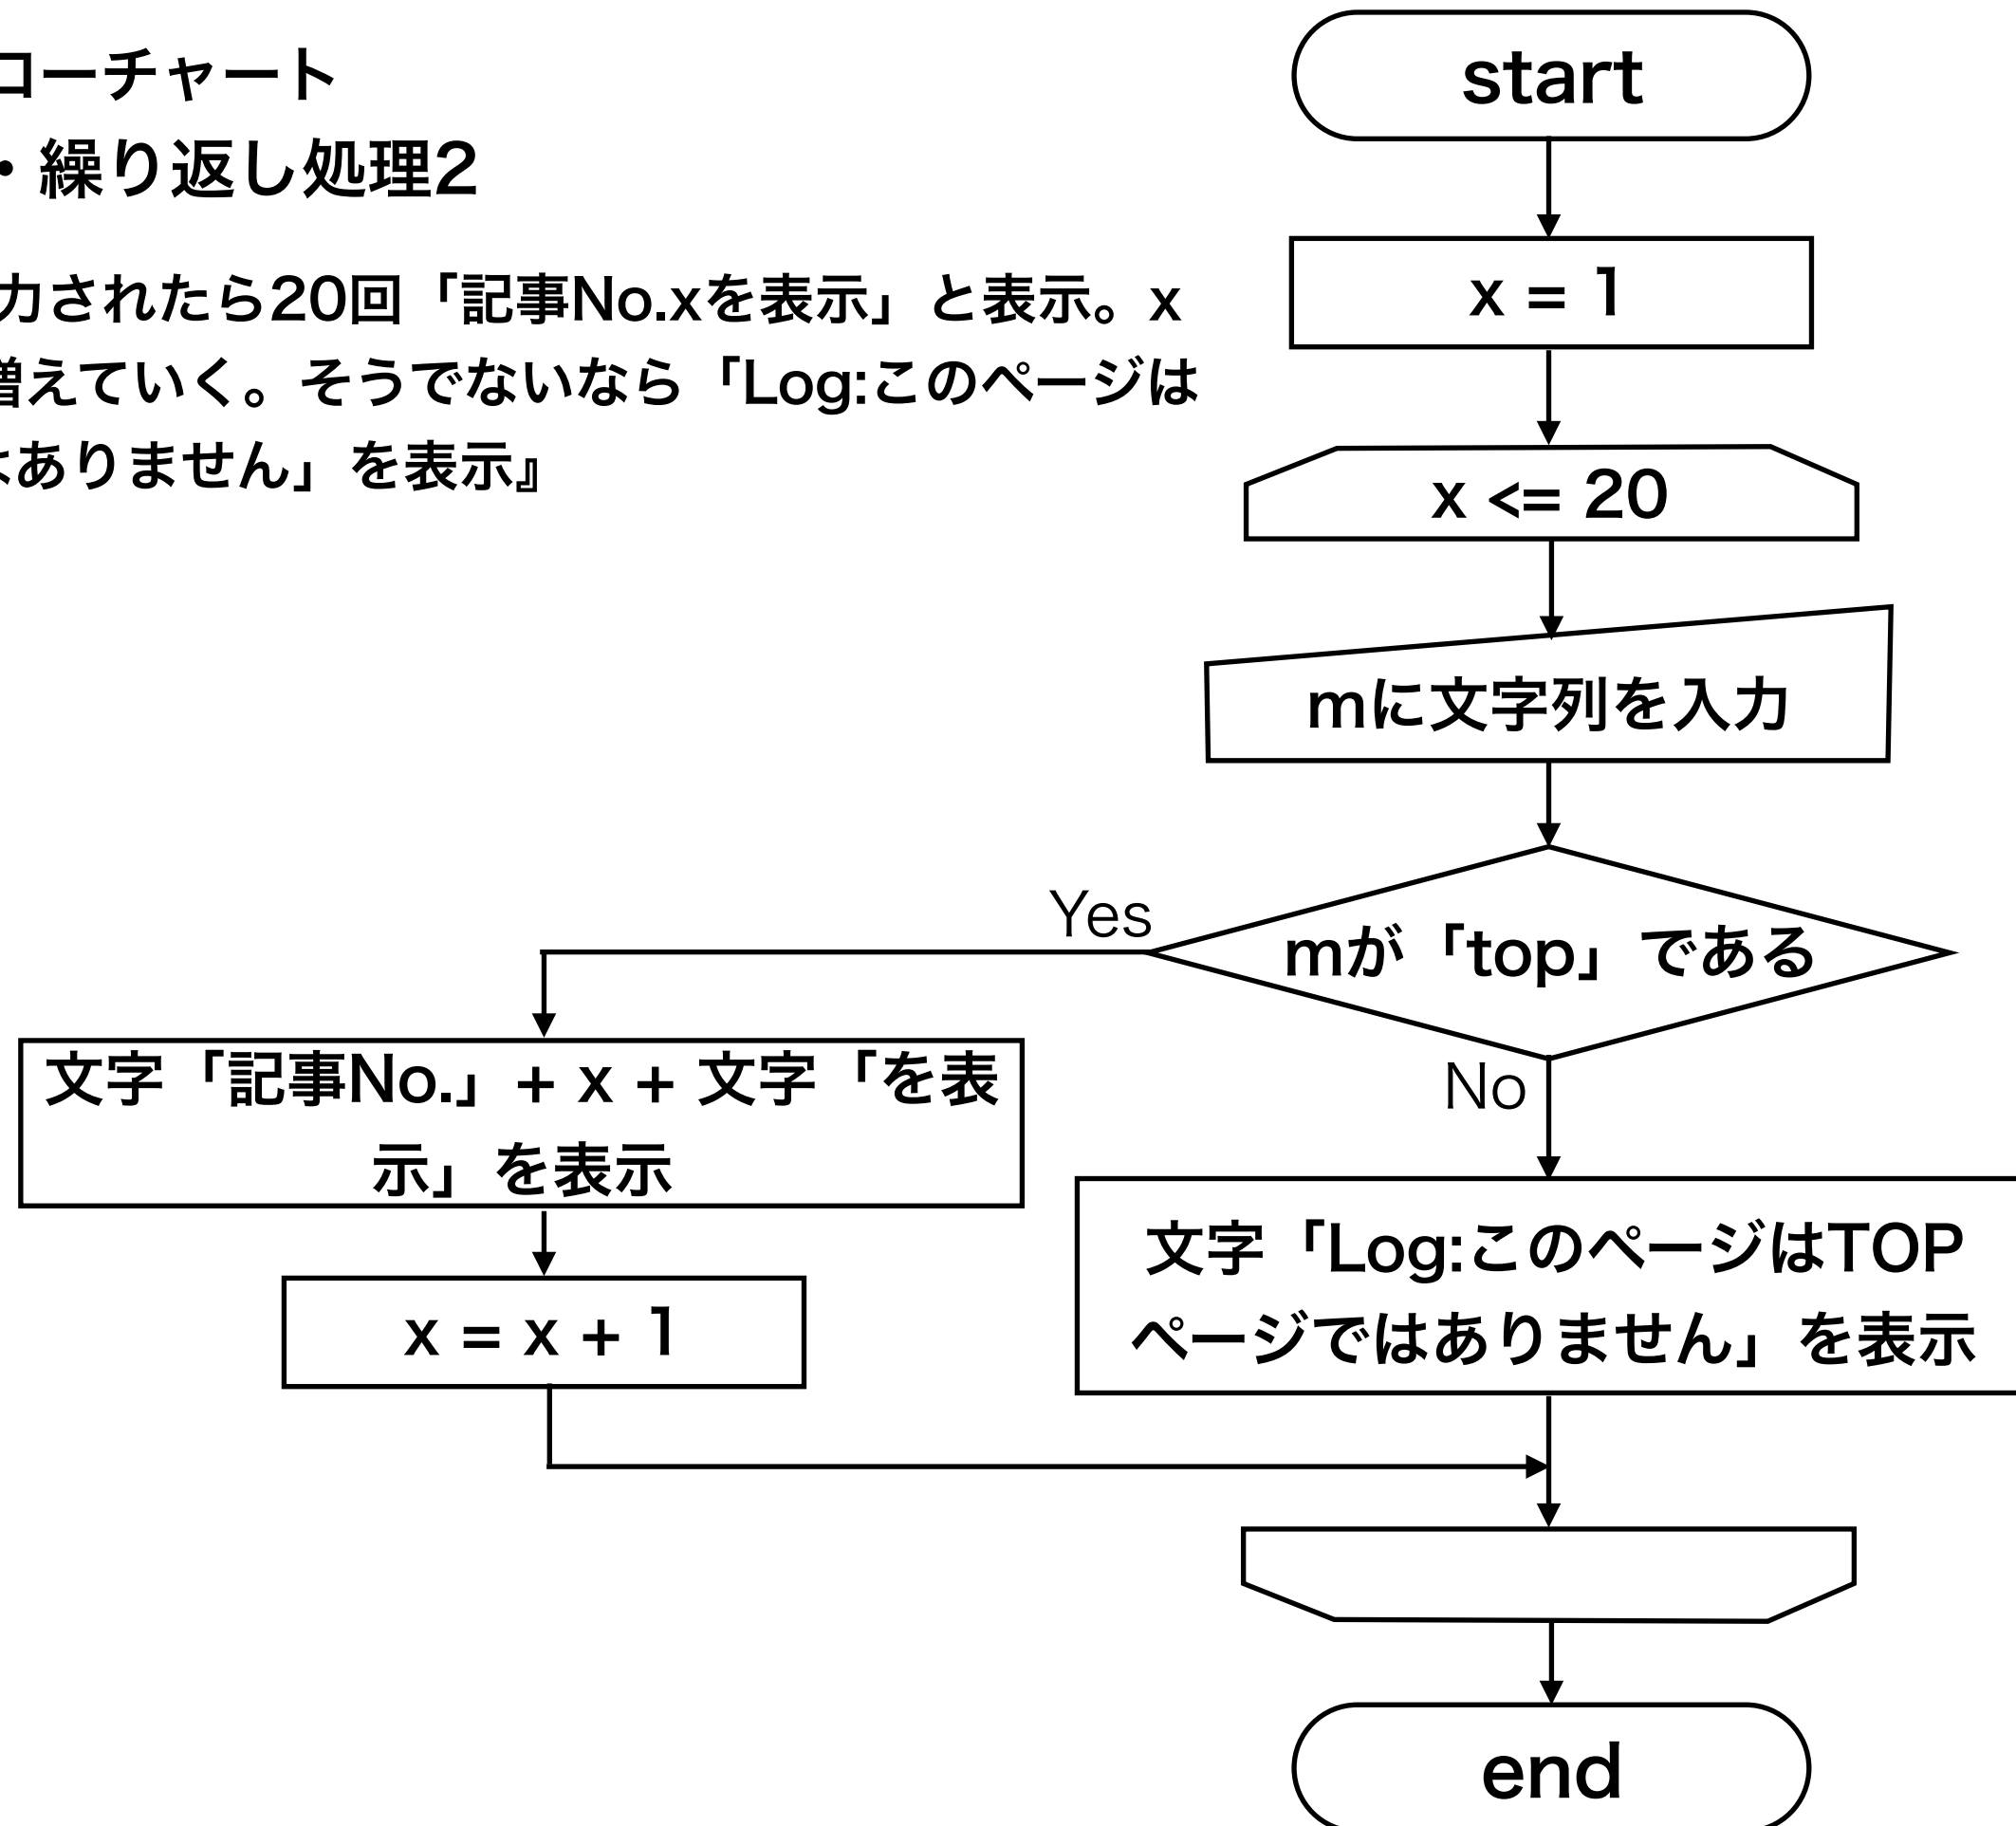 ローチャート
・繰り返し処理2
力されたら20回「記事No.xを表示」と表示。x
増えていく。そうでないなら「Log:このページは
はありません」を表示』
start
x = 1
x <= 20
mに文字列を入力
mが「top」である
Yes
No
文字「記事No.」 + x + 文字「を表
示」を表示
x = x + 1
文字「Log:このページはTOP
ページではありません」を表示
end